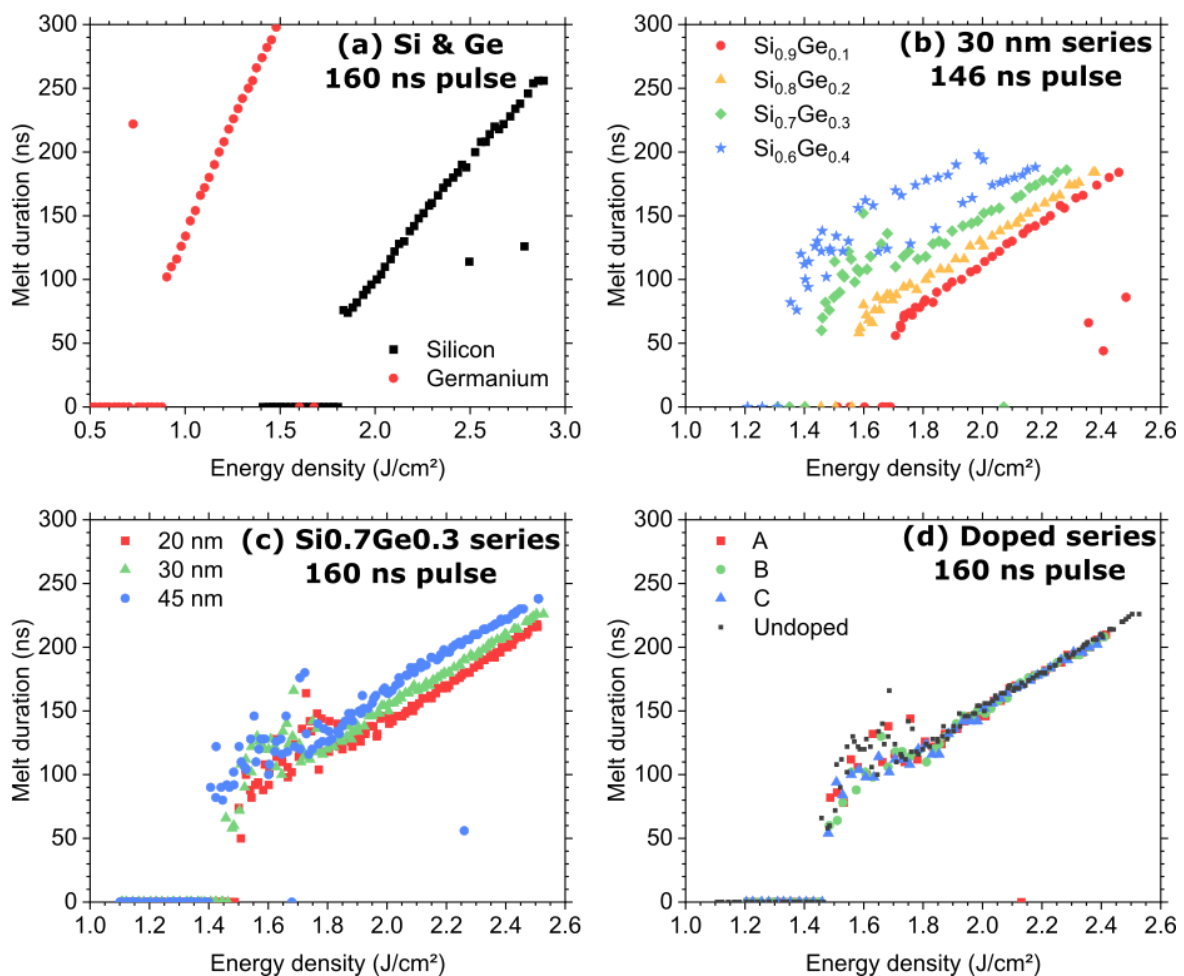 (a) Si & Ge
160 ns pulse
Melt duration (ns)
300
250
200
150
100
50
0
Silicon
Germanium
0.5 1.0 1.5 2.0 2.5 3.0
Energy density (J/cm²)
(b) 30 nm series
146 ns pulse
Si0.9Ge0.1
Si0.8Ge0.2
Si0.7Ge0.3
Si0.6Ge0.4
Melt duration (ns)
300
250
200
150
100
50
0
1.0 1.2 1.4 1.6 1.8 2.0 2.2 2.4 2.6
Energy density (J/cm²)
(c) Si0.7Ge0.3 series
160 ns pulse
20 nm
30 nm
45 nm
Melt duration (ns)
300
250
200
150
100
50
0
1.0 1.2 1.4 1.6 1.8 2.0 2.2 2.4 2.6
Energy density (J/cm²)
(d) Doped series
160 ns pulse
A
B
C
Undoped
Melt duration (ns)
300
250
200
150
100
50
0
1.0 1.2 1.4 1.6 1.8 2.0 2.2 2.4 2.6
Energy density (J/cm²)